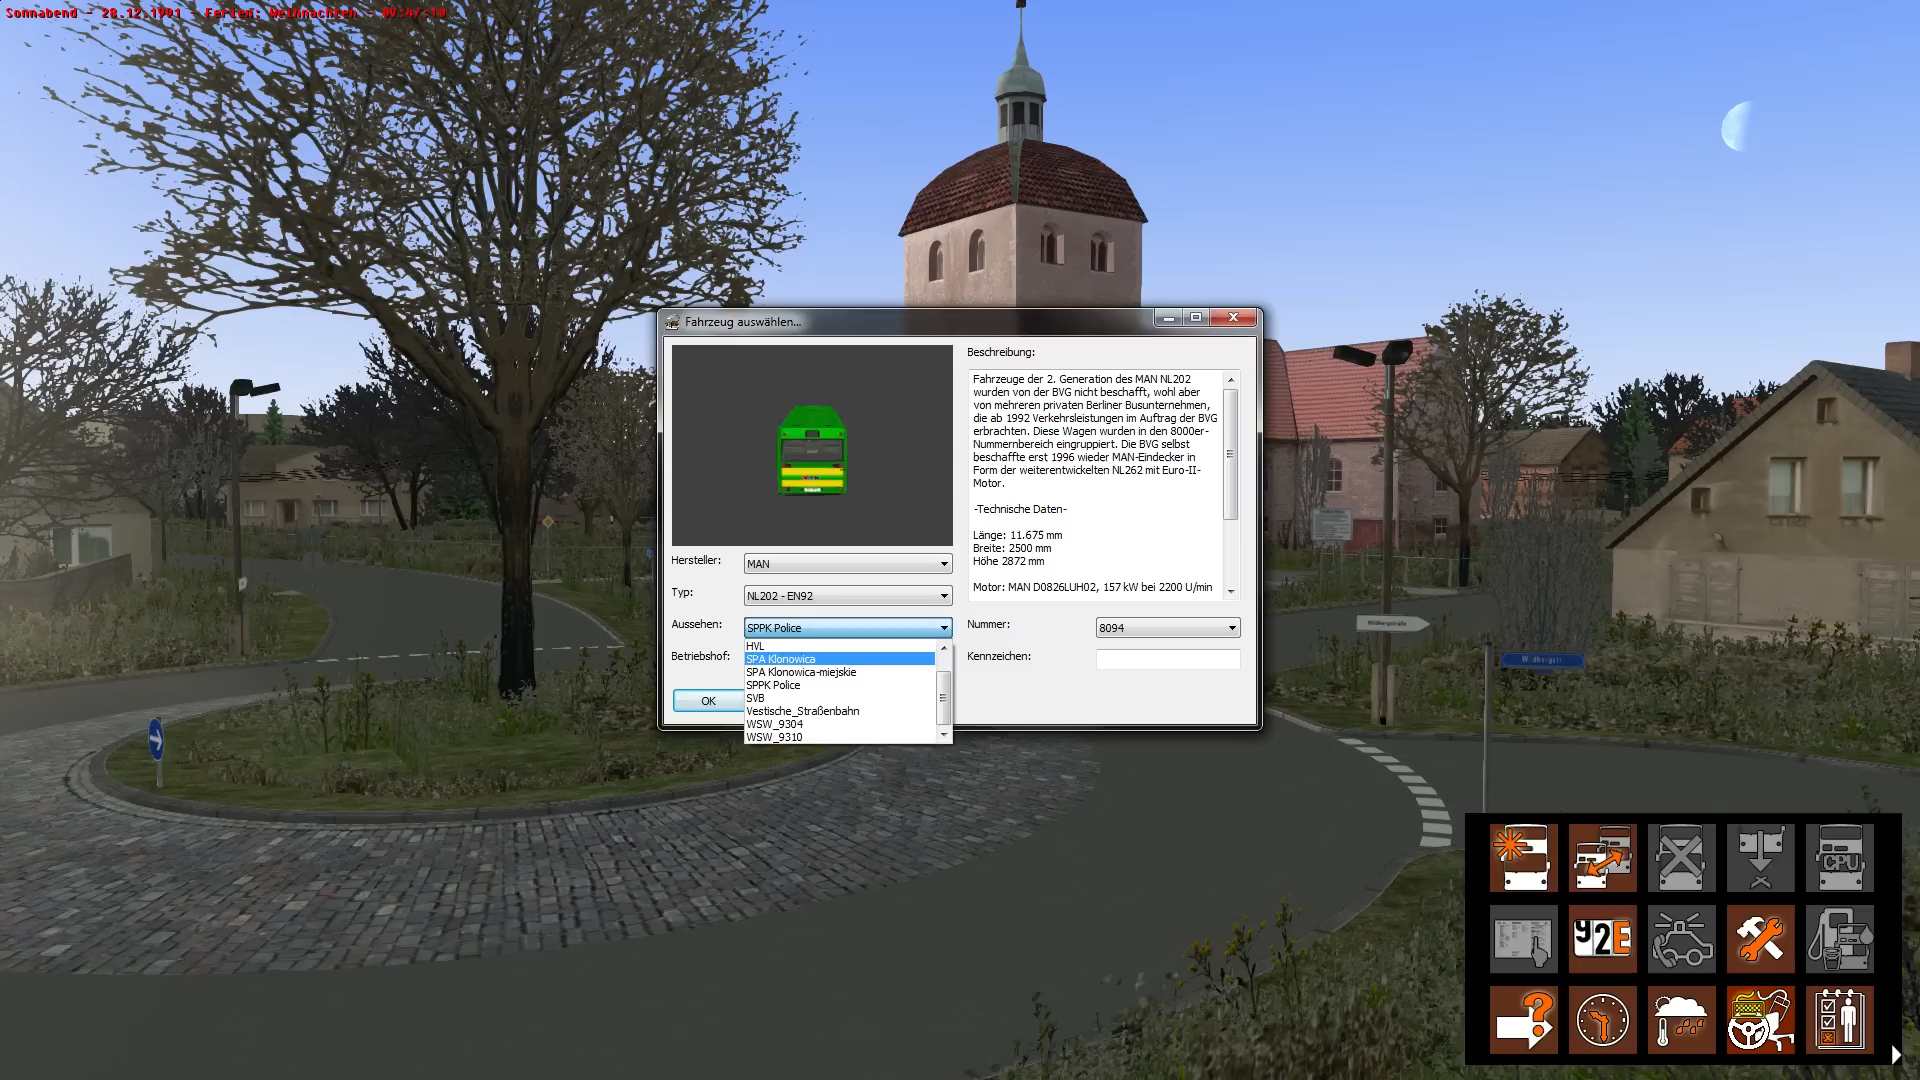 Sonnabend - 28.12.1991 - Ferien: Weihnachten - 09:47:10
Fahrzeug auswählen...
Beschreibung:
Fahrzeuge der 2. Generation des MAN NL202
wurden von der BVG nicht beschafft, wohl aber
von mehreren privaten Berliner Busunternehmen,
die ab 1992 Verkehrsleistungen im Auftrag der BVG
erbrachten. Diese Wagen wurden in den 8000er-
Nummernbereich eingruppiert. Die BVG selbst
beschaffte erst 1996 wieder MAN-Eindecker in
Form der weiterentwickelten NL262 mit Euro-II-
Motor.
-Technische Daten-
Länge: 11.675 mm
Breite: 2500 mm
Höhe 2872 mm
Motor: MAN D0826LUH02, 157 kW bei 2200 U/min
Hersteller:
MAN
Typ:
NL202 - EN92
Aussehen:
SPPK Police
Nummer:
8094
Betriebshof:
Kennzeichen:
HVL
SPA Klonowica
SPA Klonowica-miejskie
SPPK Police
SVB
Vestische_Straßenbahn
WSW_9304
WSW_9310
OK
CPU
92E